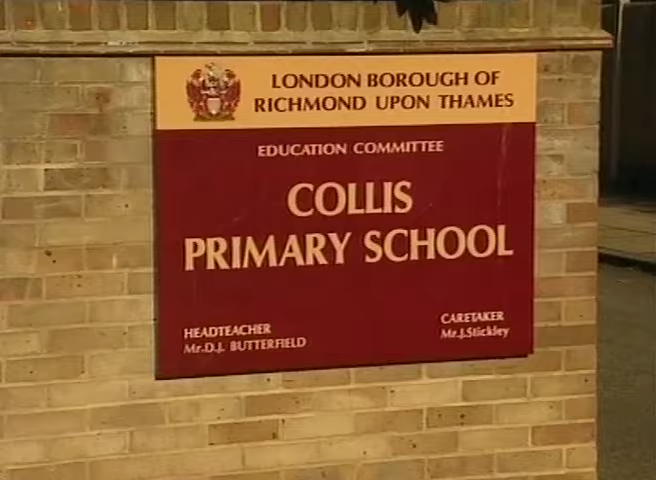 LONDON BOROUGH OF
RICHMOND UPON THAMES
EDUCATION COMMITTEE
COLLIS
PRIMARY SCHOOL
HEADTEACHER
Mr.D.J. BUTTERFIELD
CARETAKER
Mr.J.Stickley